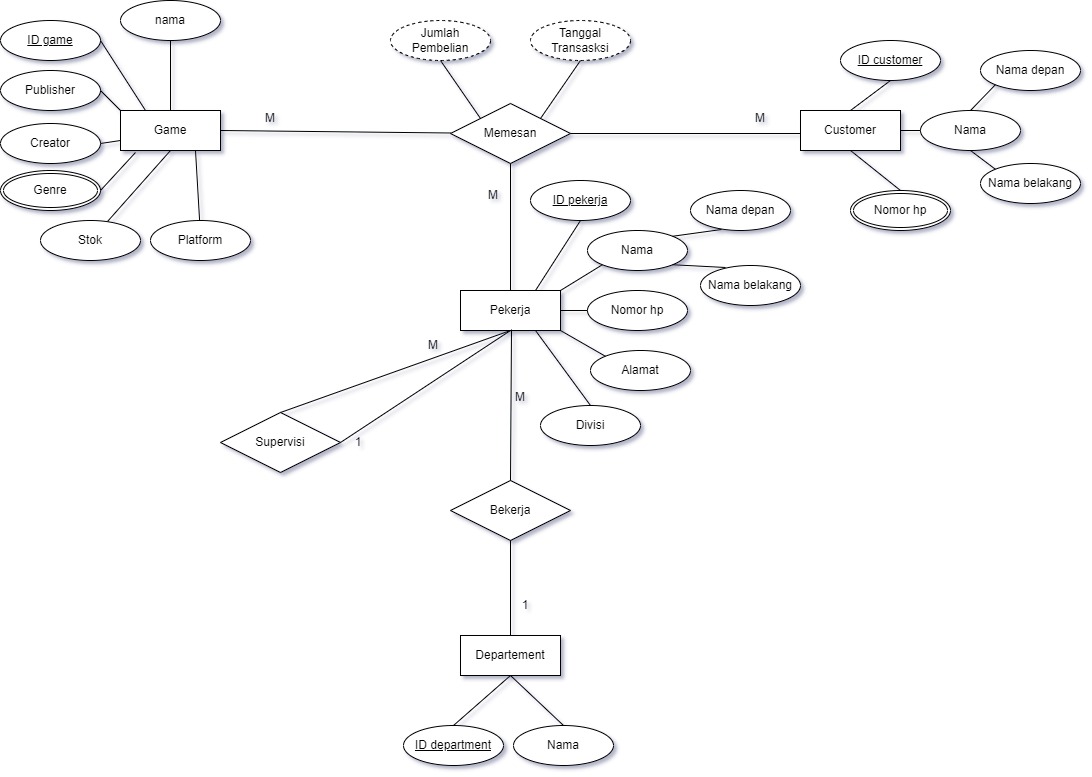 nama
ID game
Publisher
Creator
Genre
Stok
Platform
Game
M
Jumlah
Pembelian
Tanggal
Transasksi
Memesan
M
Customer
ID customer
Nama depan
Nama
Nama belakang
Nomor hp
M
ID pekerja
Nama depan
Nama
Nama belakang
Pekerja
Nomor hp
Alamat
Divisi
M
Supervisi
1
M
Bekerja
1
Departement
ID department
Nama